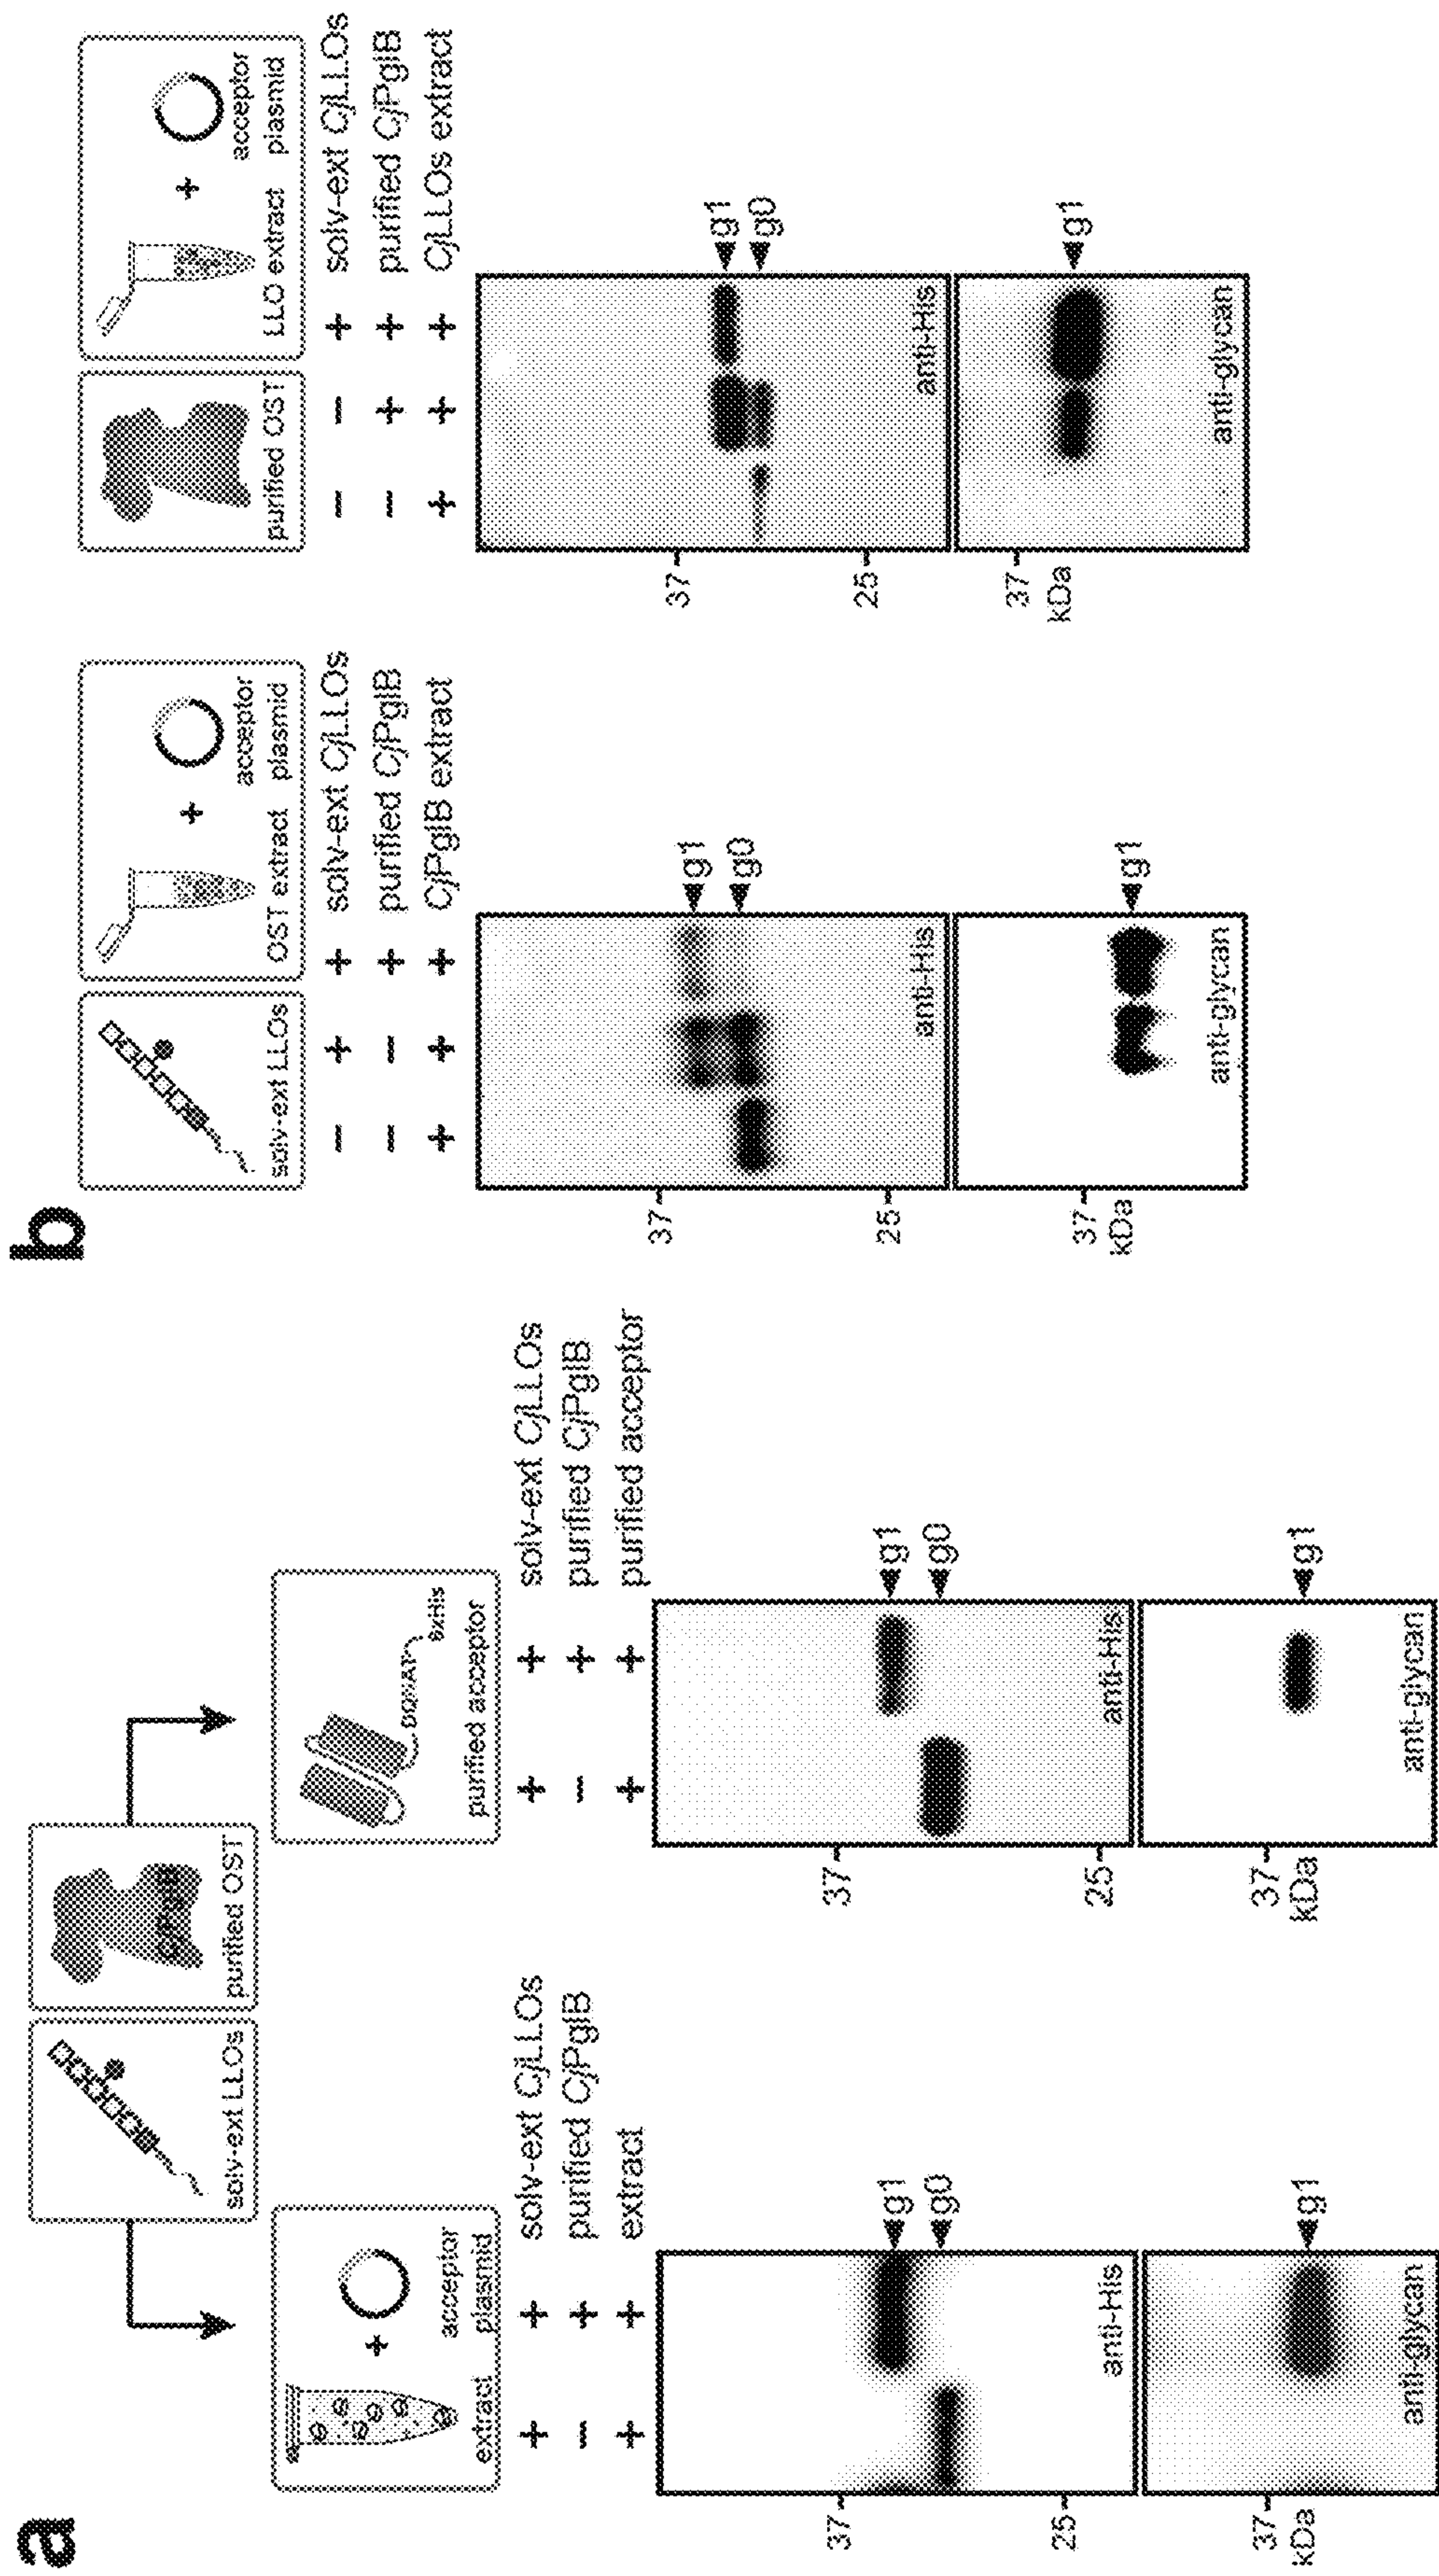 a
solv-ext LLOs
CjPglB
purified OST
extract
+
acceptor
plasmid
+ + solv-ext CjLLOs
− + purified CjPglB
+ + extract
37
25
g1
g0
anti-His
37
kDa
g1
anti-glycan
DQNAT
6xHis
purified acceptor
+ + solv-ext CjLLOs
− + purified CjPglB
+ + purified acceptor
37
25
g1
g0
anti-His
37
kDa
g1
anti-glycan
b
solv-ext LLOs
OST extract
+
acceptor
plasmid
− + + solv-ext CjLLOs
− − + purified CjPglB
+ + + CjPglB extract
37
25
g1
g0
anti-His
37
kDa
g1
anti-glycan
purified OST
LLO extract
+
acceptor
plasmid
− − + solv-ext CjLLOs
− + + purified CjPglB
+ + + CjLLOs extract
37
25
g1
g0
anti-His
37
kDa
g1
anti-glycan